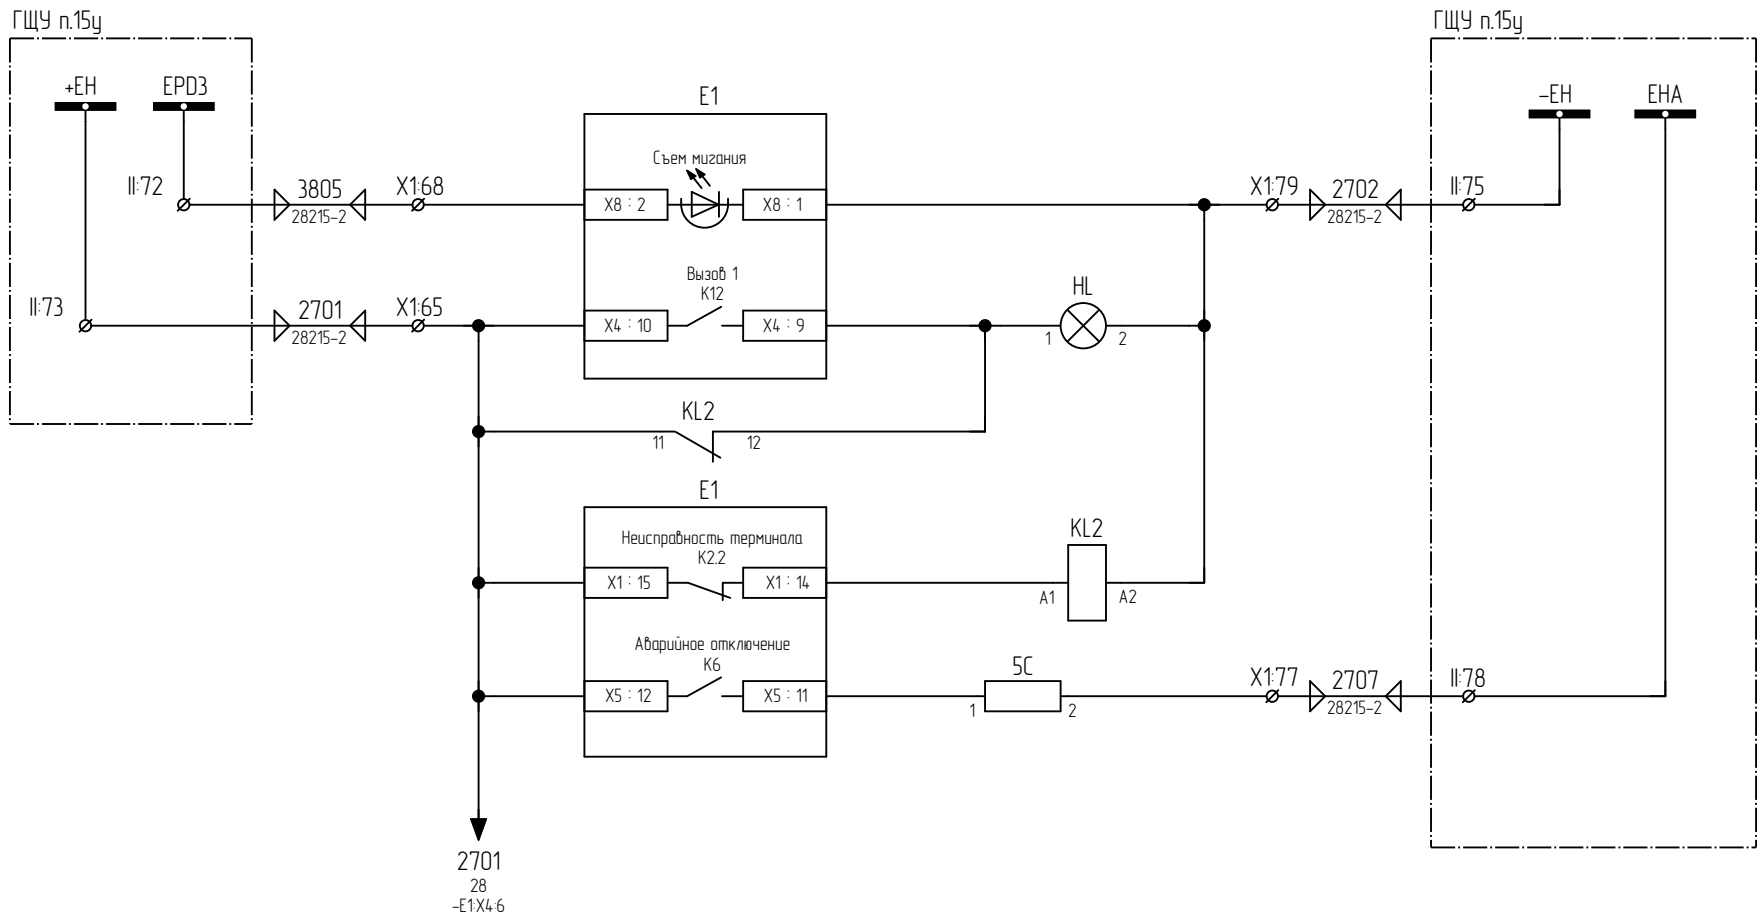 ГЩУ п.15у
ГЩУ п.15у
+EH
EPD3
E1
-EH
EHA
Съем мигания
II:72
3805
28215-2
X1:68
X8 : 2
X8 : 1
X1:79
2702
28215-2
II:75
Вызов 1
K12
HL
II:73
2701
28215-2
X1:65
X4 : 10
X4 : 9
1
2
KL2
11
12
E1
Неисправность терминала
K2.2
KL2
X1 : 15
X1 : 14
A1
A2
Аварийное отключение
K6
5C
X5 : 12
X5 : 11
1
2
X1:77
2707
28215-2
II:78
2701
28
-E1:X4:6